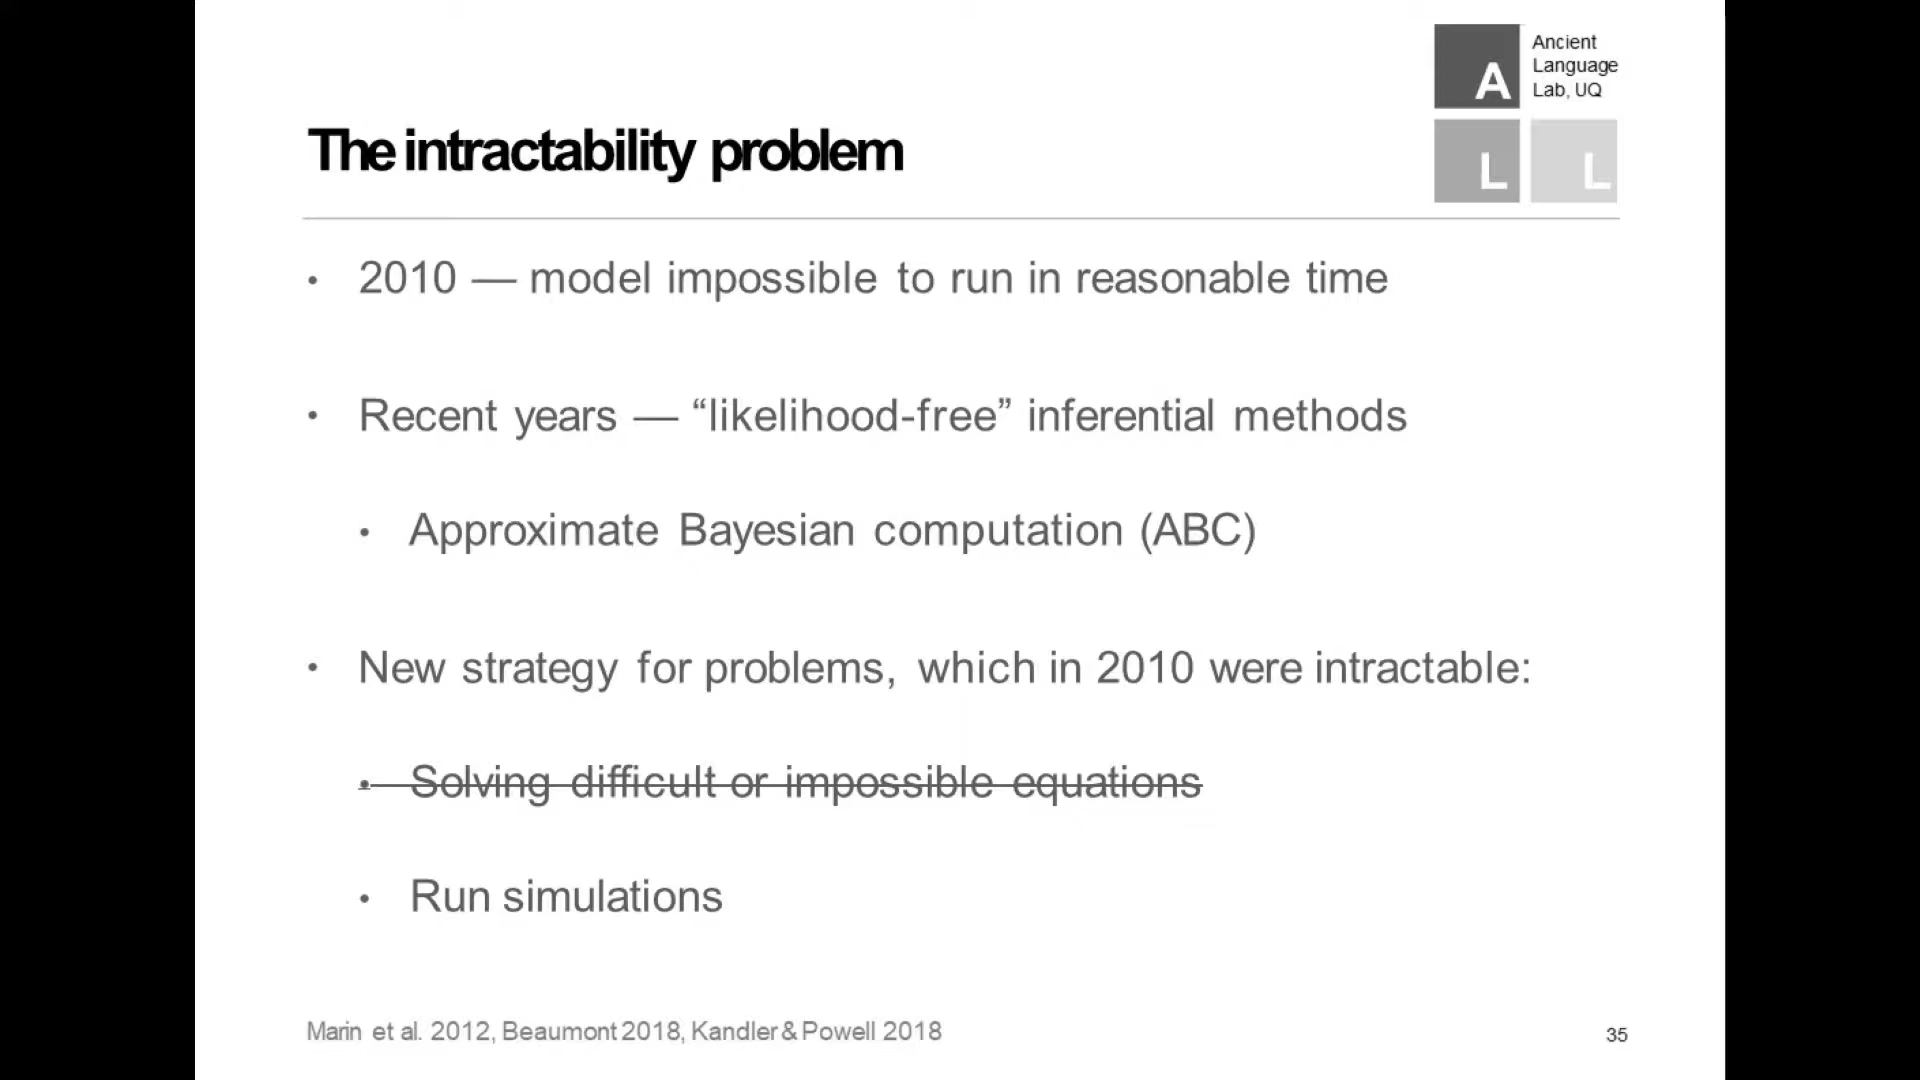 Ancient
Language
Lab, UQ
A
L L
The intractability problem
• 2010 — model impossible to run in reasonable time
• Recent years — “likelihood-free” inferential methods
• Approximate Bayesian computation (ABC)
• New strategy for problems, which in 2010 were intractable:
• Solving difficult or impossible equations
• Run simulations
Marin et al. 2012, Beaumont 2018, Kandler & Powell 2018
35